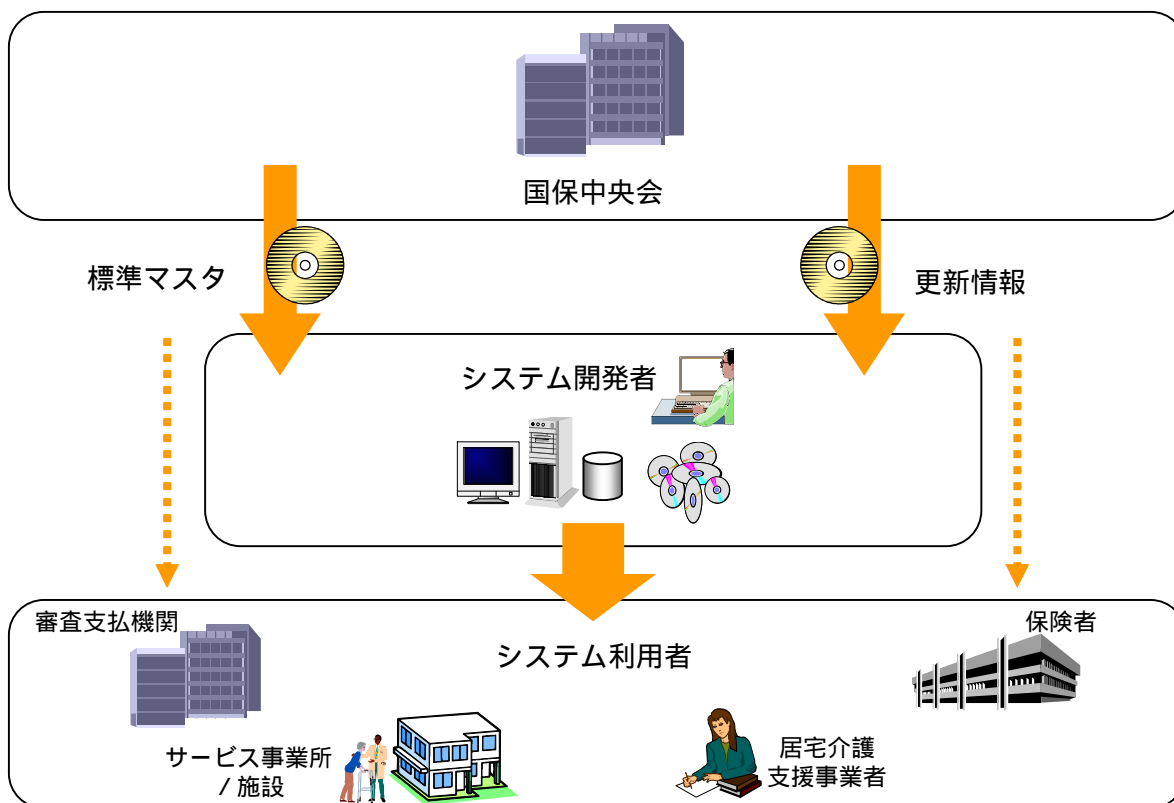 国保中央会
標準マスタ
更新情報
システム開発者
審査支払機関
保険者
システム利用者
サービス事業所
/ 施設
居宅介護
支援事業者